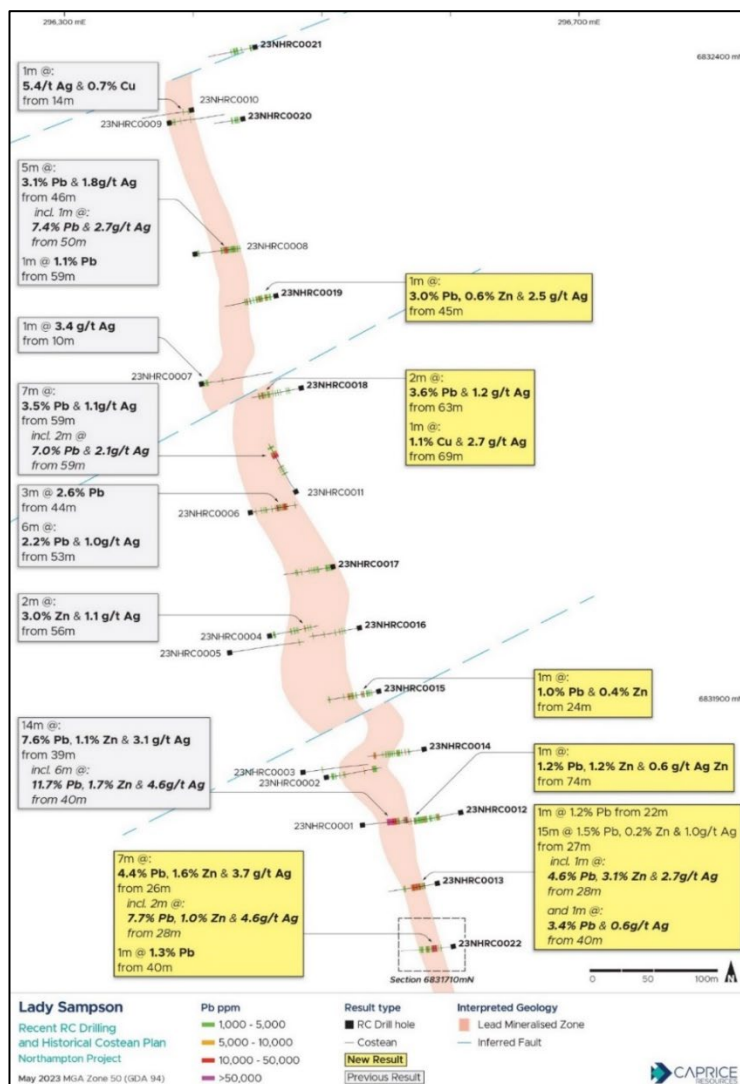 296,300 mE
296,700 mE
23NHRC0021
6832400 mN
1m @:
5.4/t Ag & 0.7% Cu
from 14m
23NHRC0010
23NHRC0009
23NHRC0020
5m @:
3.1% Pb & 1.8g/t Ag
from 46m
incl. 1m @:
7.4% Pb & 2.7g/t Ag
from 50m
1m @ 1.1% Pb
from 59m
23NHRC0008
23NHRC0019
1m @:
3.0% Pb, 0.6% Zn & 2.5 g/t Ag
from 45m
1m @ 3.4 g/t Ag
from 10m
23NHRC0007
23NHRC0018
2m @:
3.6% Pb & 1.2 g/t Ag
from 63m
1m @:
1.1% Cu & 2.7 g/t Ag
from 69m
7m @:
3.5% Pb & 1.1g/t Ag
from 59m
incl. 2m @
7.0% Pb & 2.1g/t Ag
from 59m
23NHRC0011
3m @ 2.6% Pb
from 44m
6m @:
2.2% Pb & 1.0g/t Ag
from 53m
23NHRC0006
23NHRC0017
2m @:
3.0% Zn & 1.1 g/t Ag
from 56m
23NHRC0004
23NHRC0016
23NHRC0005
23NHRC0015
1m @:
1.0% Pb & 0.4% Zn
from 24m
6831900 mN
14m @:
7.6% Pb, 1.1% Zn & 3.1 g/t Ag
from 39m
incl. 6m @:
11.7% Pb, 1.7% Zn & 4.6g/t Ag
from 40m
23NHRC0014
23NHRC0003
23NHRC0002
1m @:
1.2% Pb, 1.2% Zn & 0.6 g/t Ag Zn
from 74m
23NHRC0012
23NHRC0001
1m @ 1.2% Pb from 22m
15m @ 1.5% Pb, 0.2% Zn & 1.0g/t Ag
from 27m
incl. 1m @:
4.6% Pb, 3.1% Zn & 2.7g/t Ag
from 28m
and 1m @:
3.4% Pb & 0.6g/t Ag
from 40m
7m @:
4.4% Pb, 1.6% Zn & 3.7 g/t Ag
from 26m
incl. 2m @:
7.7% Pb, 1.0% Zn & 4.6g/t Ag
from 28m
1m @ 1.3% Pb
from 40m
23NHRC0013
23NHRC0022
Section 6831710mN
0 50 100m
N
Lady Sampson
Recent RC Drilling
and Historical Costean Plan
Northampton Project
May 2023 MGA Zone 50 (GDA 94)
Pb ppm
1,000 - 5,000
5,000 - 10,000
10,000 - 50,000
>50,000
Result type
RC Drill hole
Costean
New Result
Previous Result
Interpreted Geology
Lead Mineralised Zone
Inferred Fault
CAPRICE
RESOURCES